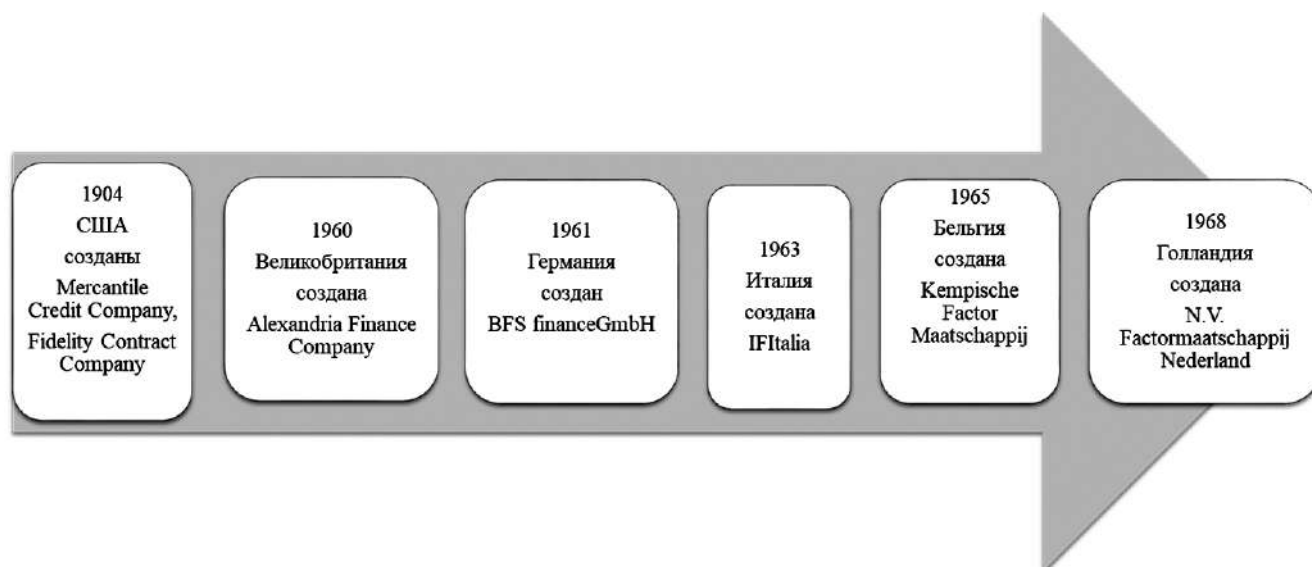 1904
США
созданы
Mercantile
Credit Company,
Fidelity Contract
Company
1960
Великобритания
создана
Alexandria Finance
Company
1961
Германия
создан
BFS financeGmbH
1963
Италия
создана
IFItalia
1965
Бельгия
создана
Kempische
Factor
Maatschappij
1968
Голландия
создана
N.V.
Factormaatschappij
Nederland